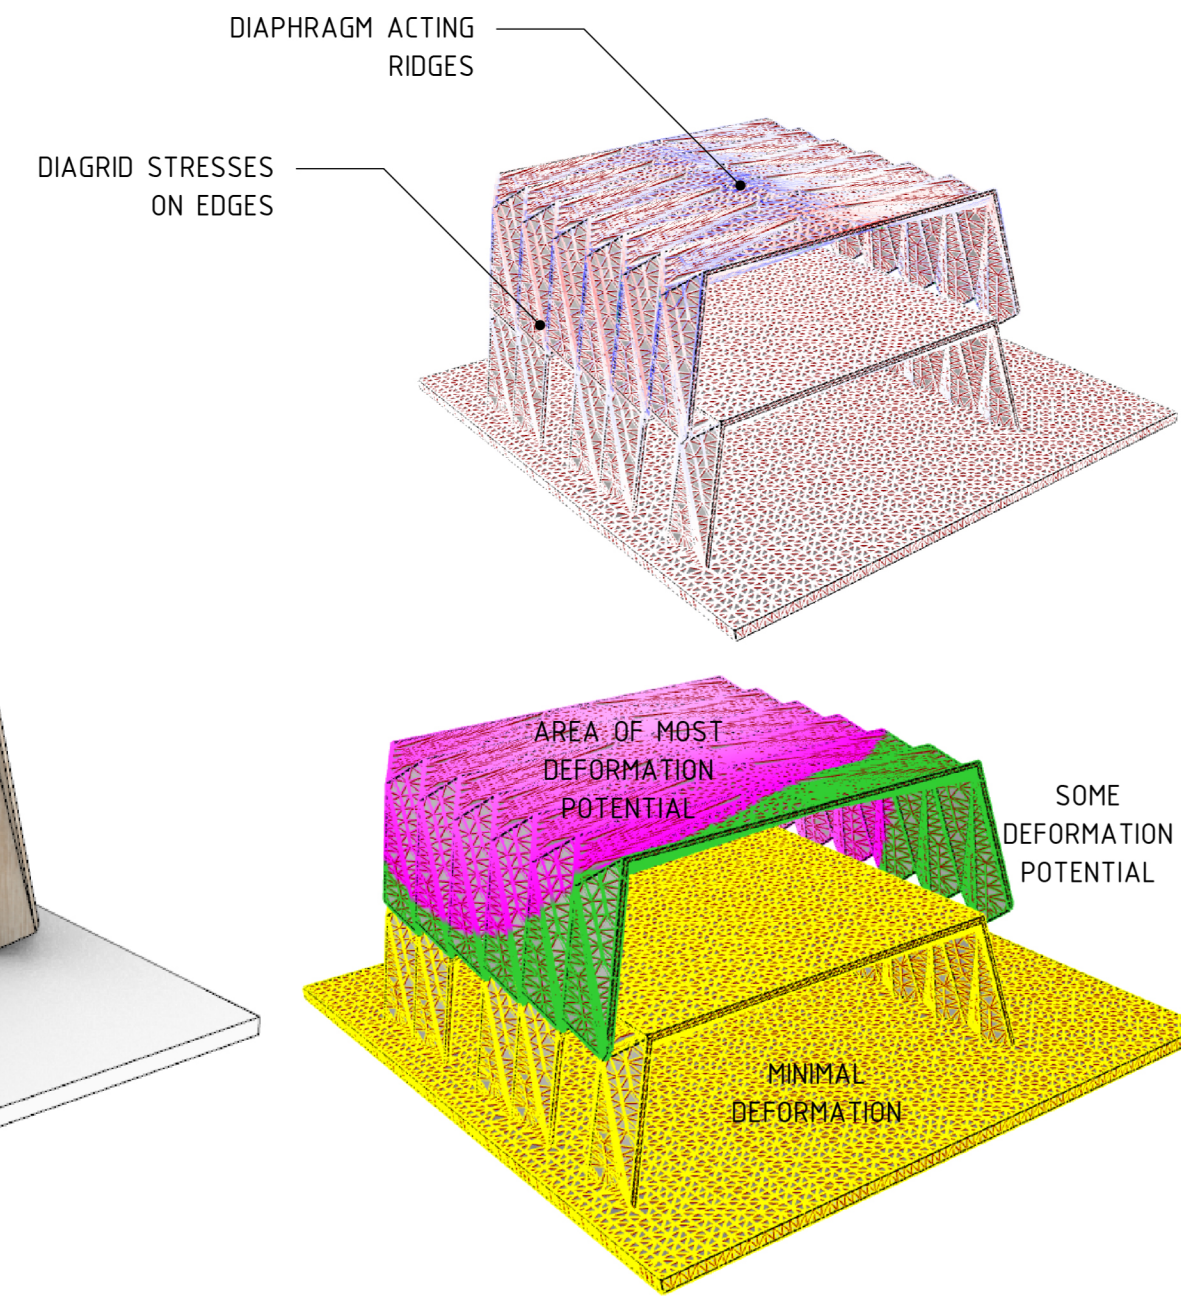 DIAPHRAGM ACTING
RIDGES
DIAGRID STRESSES
ON EDGES
AREA OF MOST
DEFORMATION
POTENTIAL
SOME
DEFORMATION
POTENTIAL
MINIMAL
DEFORMATION